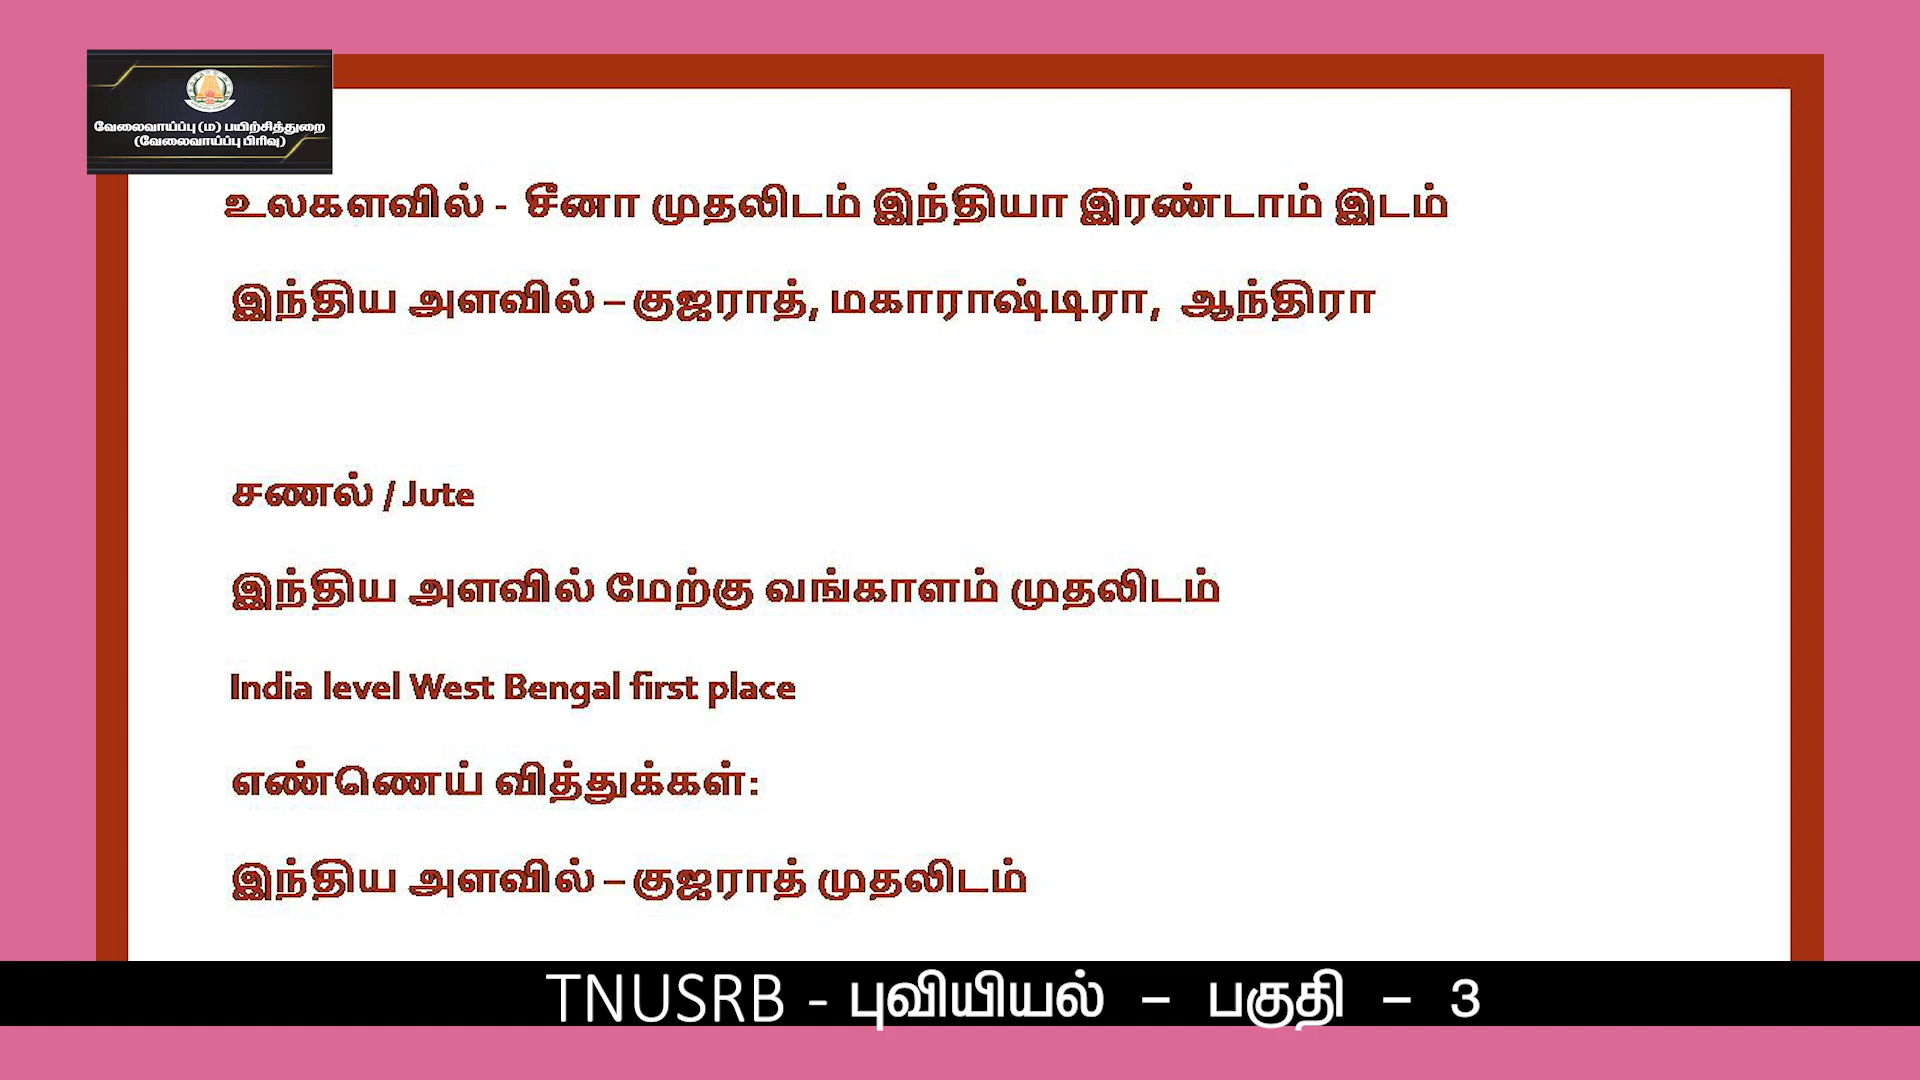 வேலைவாய்ப்பு (ம) பயிற்சித்துறை
(வேலைவாய்ப்பு பிரிவு)
உலகளவில் - சீனா முதலிடம் இந்தியா இரண்டாம் இடம்
இந்திய அளவில் – குஜராத், மகாராஷ்டிரா, ஆந்திரா
சணல் / Jute
இந்திய அளவில் மேற்கு வங்காளம் முதலிடம்
India level West Bengal first place
எண்ணெய் வித்துக்கள்:
இந்திய அளவில் – குஜராத் முதலிடம்
TNUSRB - புவியியல் – பகுதி – 3